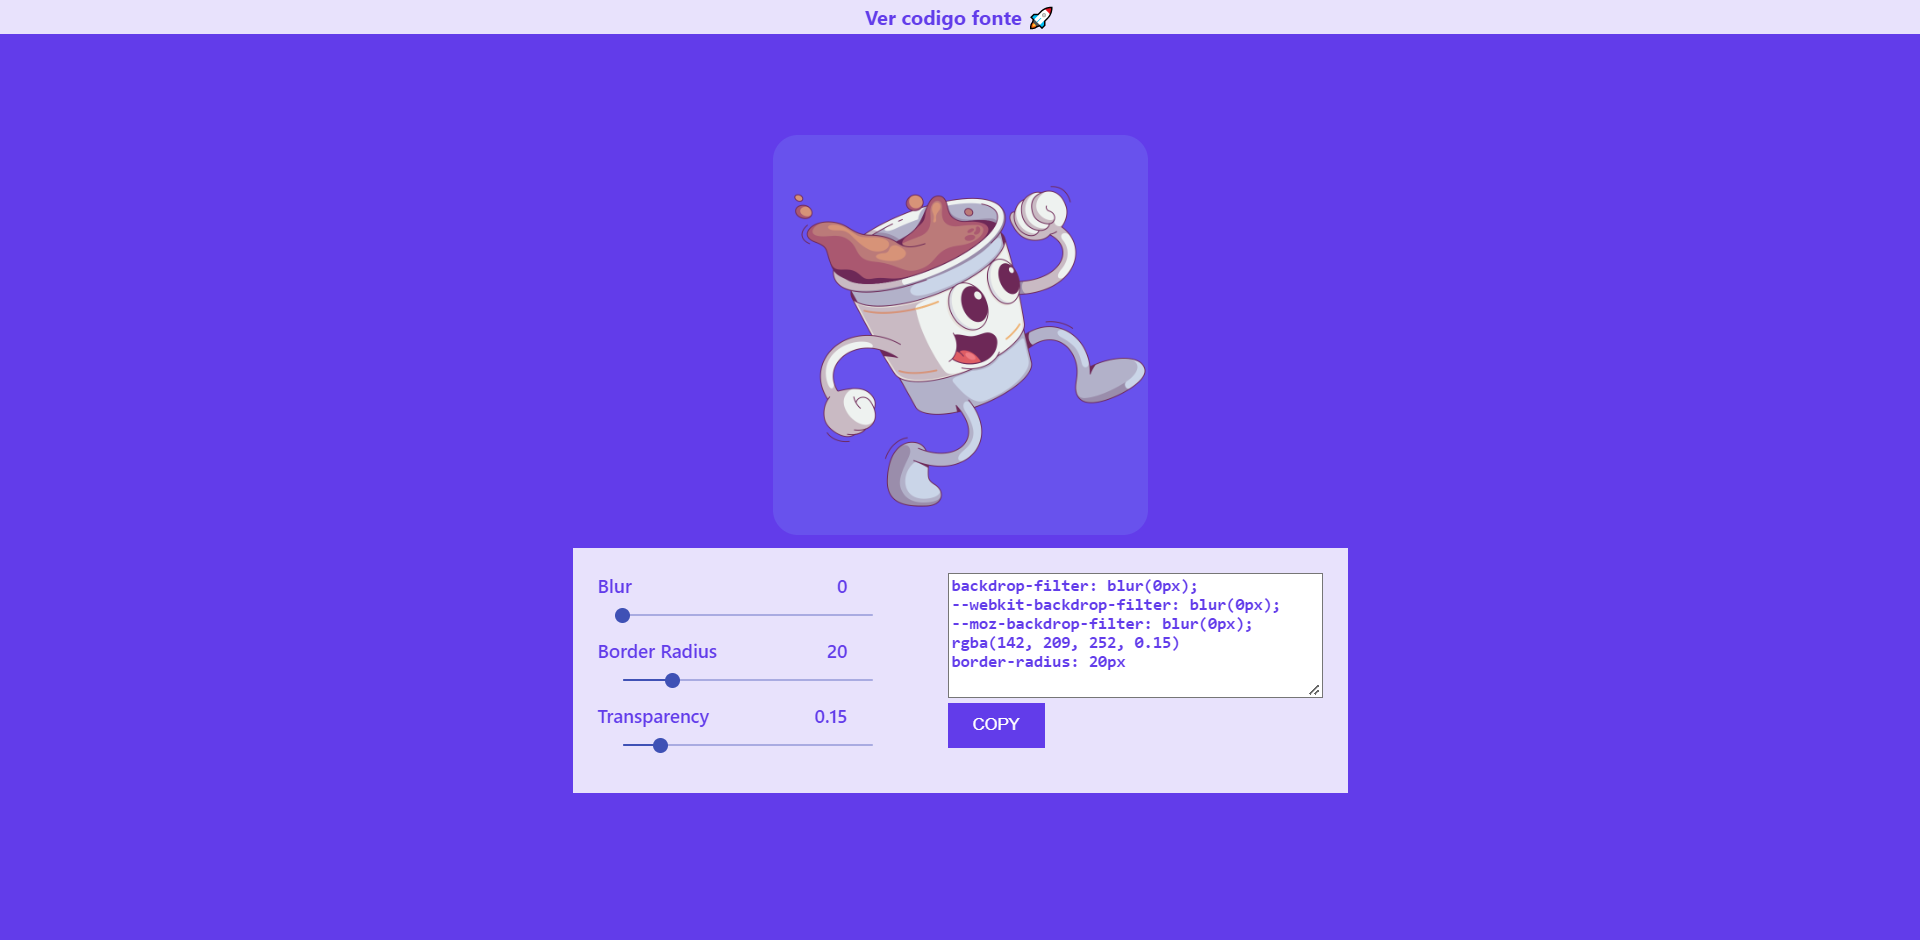 Ver codigo fonte 🚀
Blur 0
Border Radius 20
Transparency 0.15
backdrop-filter: blur(0px);
--webkit-backdrop-filter: blur(0px);
--moz-backdrop-filter: blur(0px);
rgba(142, 209, 252, 0.15)
border-radius: 20px
COPY